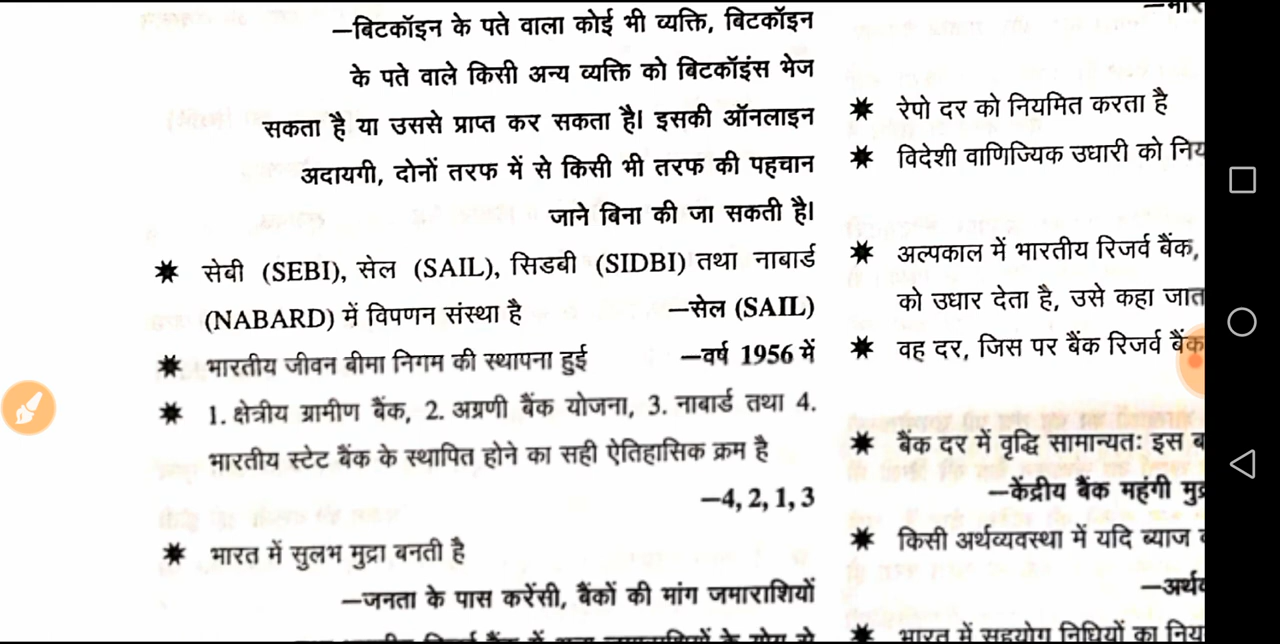 –बिटकॉइन के पते वाला कोई भी व्यक्ति, बिटकॉइन
के पते वाले किसी अन्य व्यक्ति को बिटकॉइंस भेज
सकता है या उससे प्राप्त कर सकता है। इसकी ऑनलाइन
अदायगी, दोनों तरफ में से किसी भी तरफ की पहचान
जाने बिना की जा सकती है।
✷ सेबी (SEBI), सेल (SAIL), सिडबी (SIDBI) तथा नाबार्ड
(NABARD) में विपणन संस्था है –सेल (SAIL)
✷ भारतीय जीवन बीमा निगम की स्थापना हुई –वर्ष 1956 में
✷ 1. क्षेत्रीय ग्रामीण बैंक, 2. अग्रणी बैंक योजना, 3. नाबार्ड तथा 4.
भारतीय स्टेट बैंक के स्थापित होने का सही ऐतिहासिक क्रम है
–4, 2, 1, 3
✷ भारत में सुलभ मुद्रा बनती है
–जनता के पास करेंसी, बैंकों की मांग जमाराशियों
✷ रेपो दर को नियमित करता है
✷ विदेशी वाणिज्यिक उधारी को निय
✷ अल्पकाल में भारतीय रिजर्व बैंक,
को उधार देता है, उसे कहा जात
✷ वह दर, जिस पर बैंक रिजर्व बैंक
✷ बैंक दर में वृद्धि सामान्यतः इस ब
–केंद्रीय बैंक महंगी मुद्र
✷ किसी अर्थव्यवस्था में यदि ब्याज
–अर्थव
✷ भारत में सहयोग निधियों का निय